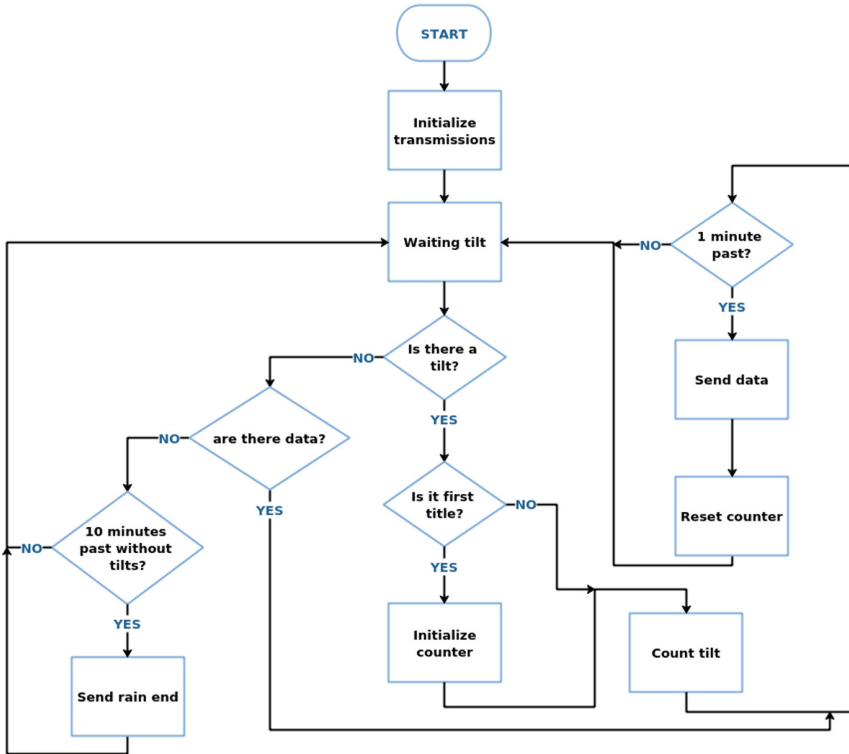 START
Initialize
transmissions
Waiting tilt
NO
1 minute
past?
YES
Is there a
tilt?
NO
Send data
YES
are there data?
NO
YES
Is it first
title?
NO
Reset counter
10 minutes
past without
tilts?
NO
YES
YES
Initialize
counter
Count tilt
Send rain end